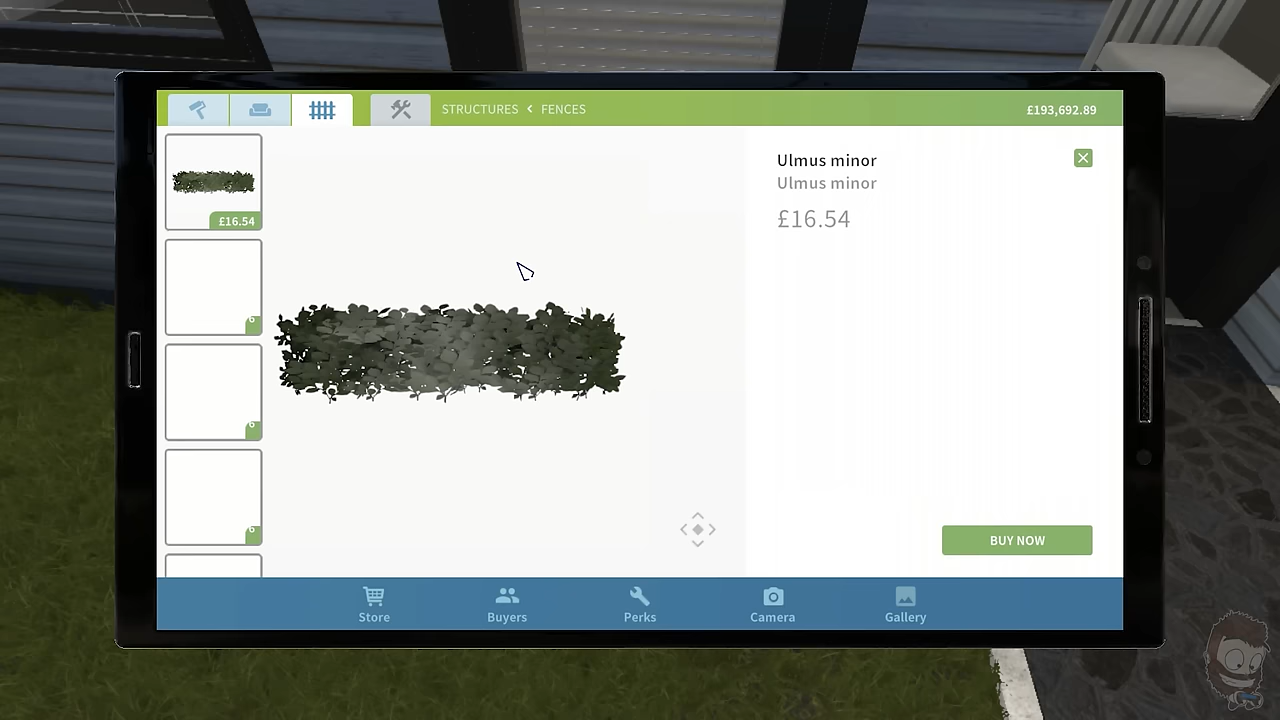 STRUCTURES < FENCES
£193,692.89
£16.54
Ulmus minor
Ulmus minor
£16.54
BUY NOW
Store
Buyers
Perks
Camera
Gallery